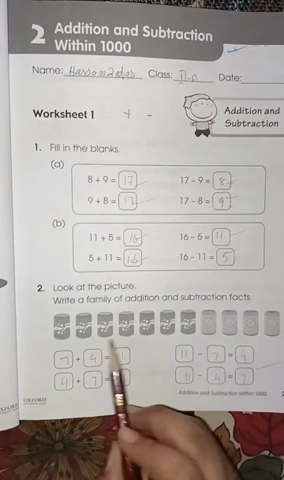 2 Addition and Subtraction
Within 1000
Name: Class: Date:
Worksheet 1 + -
Addition and
Subtraction
1. Fill in the blanks.
(a)
8 + 9 = 17 17 - 9 = 8
9 + 8 = 17 17 - 8 = 9
(b)
11 + 5 = 16 16 - 5 = 11
5 + 11 = 16 16 - 11 = 5
2. Look at the picture.
Write a family of addition and subtraction facts.
7 + 4 = 11 - 7 = 4
4 + 7 = 11 - 4 = 7
OXFORD
Addition and Subtraction Within 1000
OXFORD